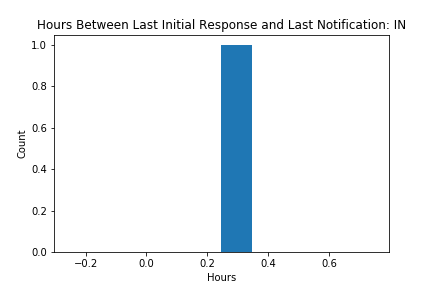 Hours Between Last Initial Response and Last Notification: IN
1.0
0.8
0.6
0.4
0.2
0.0
Count
−0.2 0.0 0.2 0.4 0.6
Hours